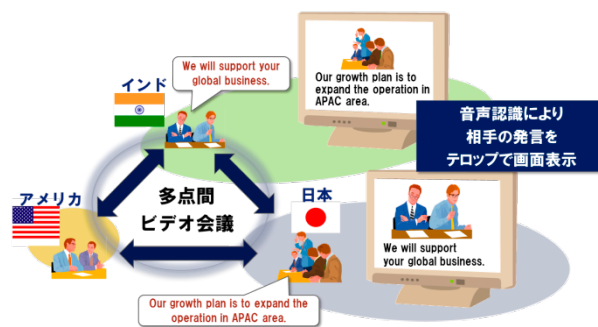 We will support your
global business.
インド
Our growth plan is to
expand the operation in
APAC area.
音声認識により
相手の発言を
テロップで画面表示
アメリカ
多点間
ビデオ会議
日本
We will support
your global business.
Our growth plan is to expand the
operation in APAC area.